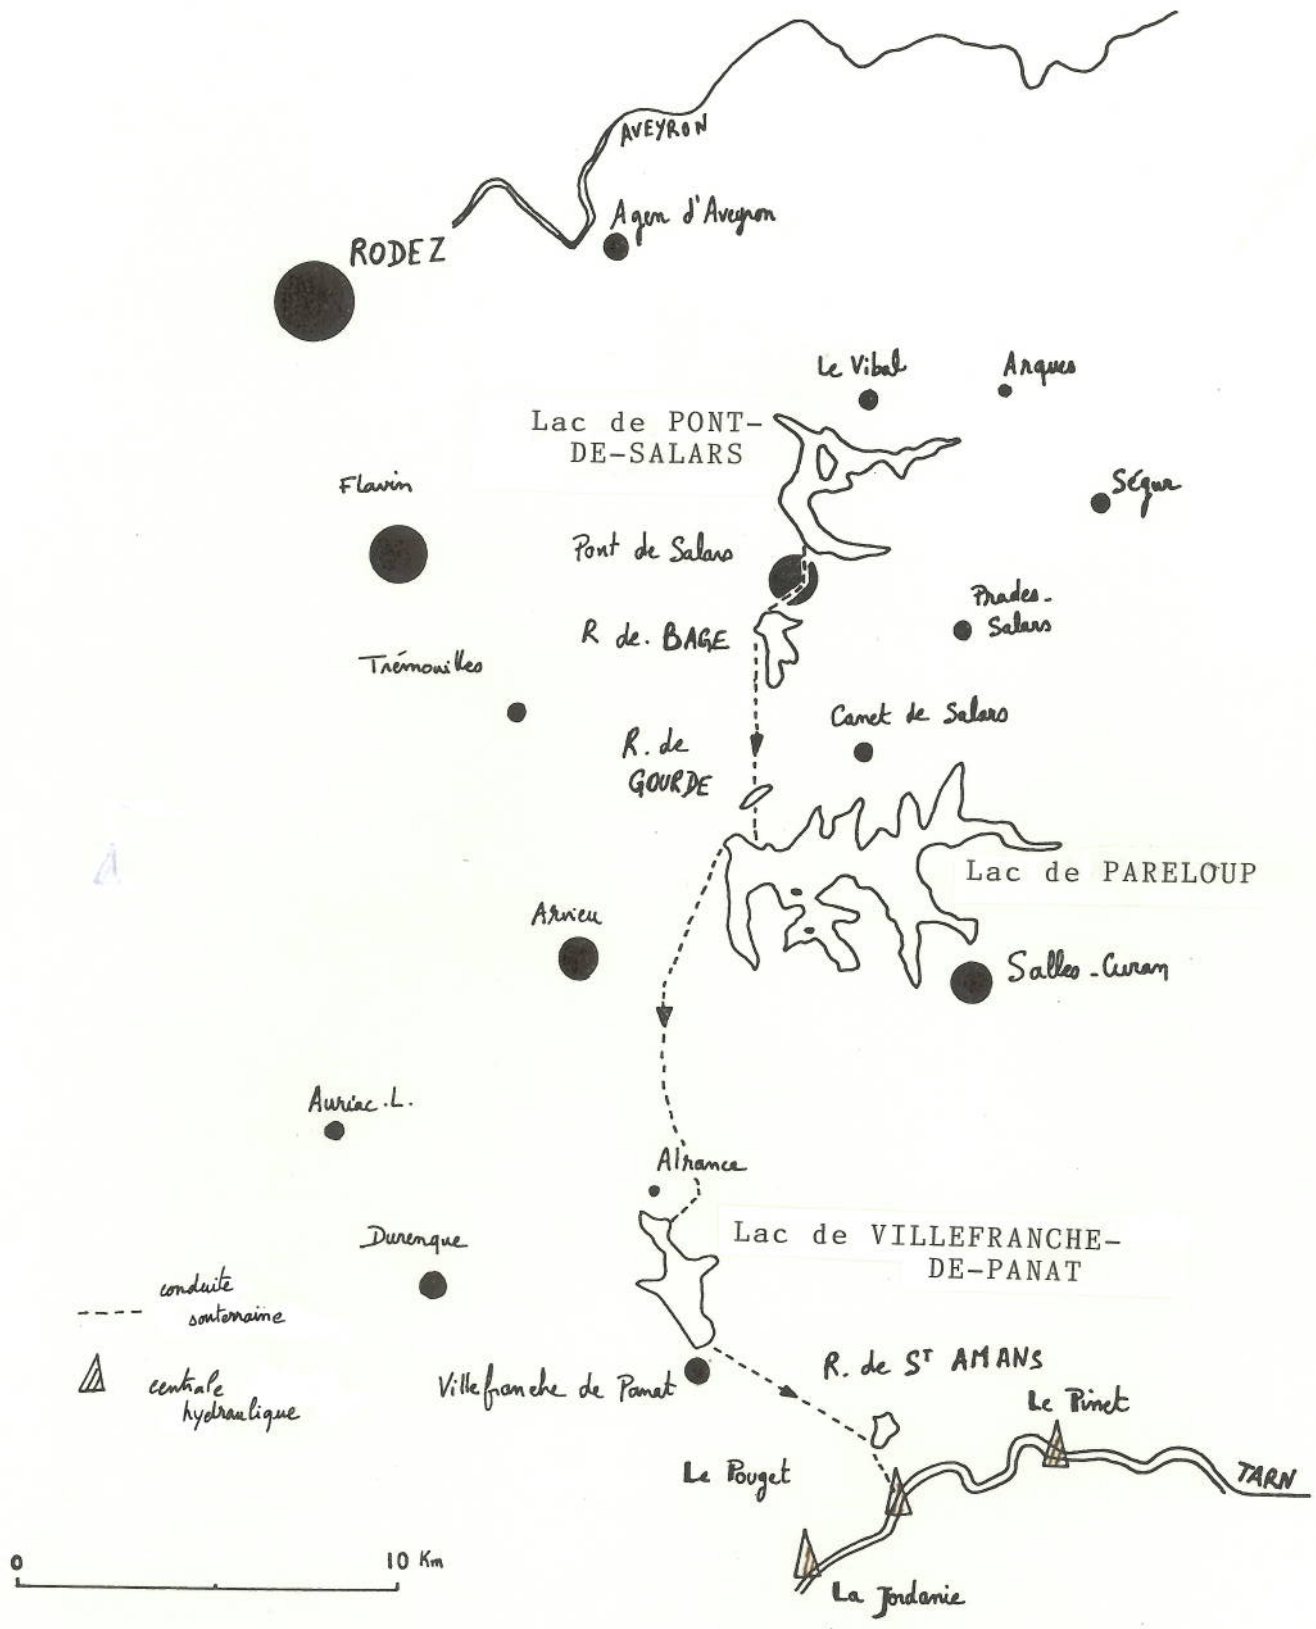 AVEYRON
Agen d'Aveyron
RODEZ
Le Vibal
Arques
Lac de PONT-
DE-SALARS
Flavin
Ségur
Pont de Salars
Prades-
Salars
R de. BAGE
Trémouilles
Canet de Salars
R. de
GOURDE
Lac de PARELOUP
Arvieu
Salles-Curan
Auriac.L.
Alrance
Lac de VILLEFRANCHE-
DE-PANAT
Durenque
conduite
souterraine
R. de ST AMANS
centrale
hydraulique
Villefranche de Panat
Le Pinet
Le Pouget
TARN
0
10 Km
La Jordanie